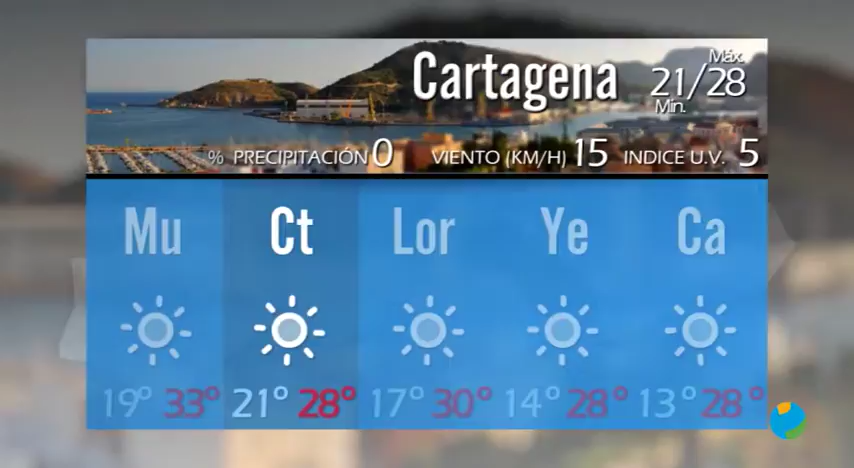 Cartagena
Máx.
21/28
Mín.
% PRECIPITACIÓN 0 VIENTO (KM/H) 15 INDICE U.V. 5
Mu Ct Lor Ye Ca
19° 33° 21° 28° 17° 30° 14° 28° 13° 28°